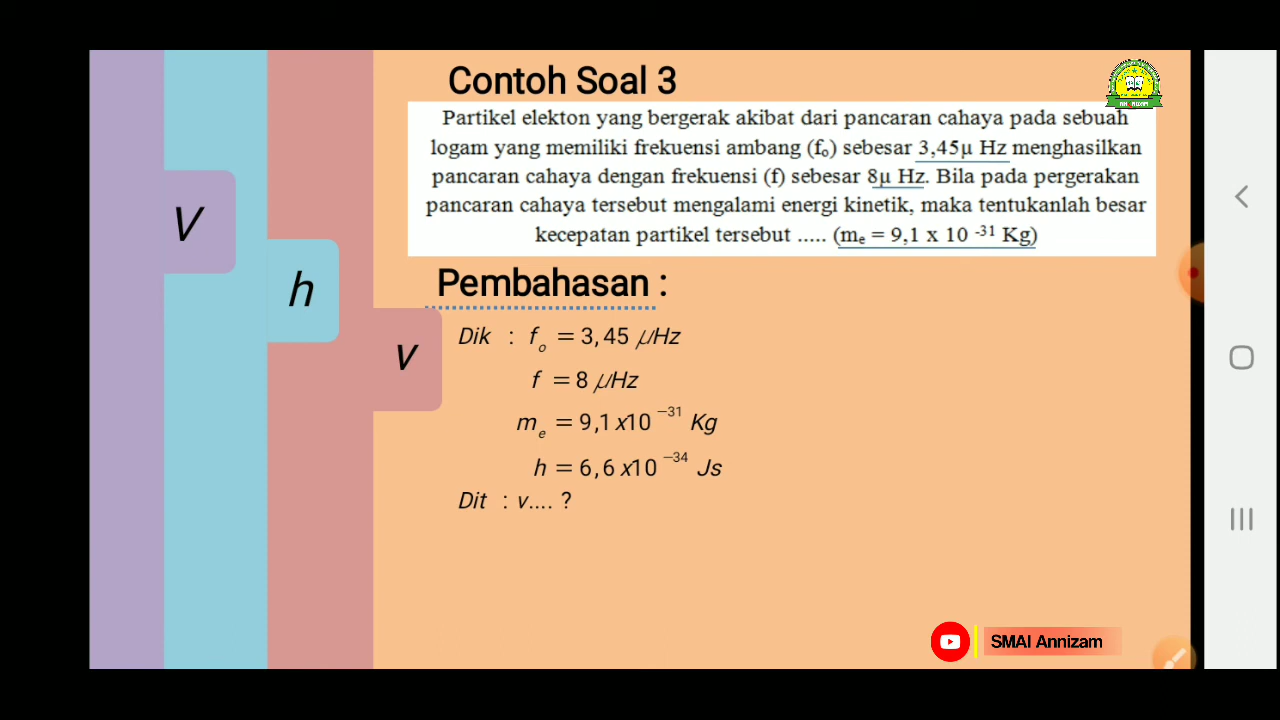 Contoh Soal 3
Partikel elekton yang bergerak akibat dari pancaran cahaya pada sebuah
logam yang memiliki frekuensi ambang (fₒ) sebesar 3,45μ Hz menghasilkan
pancaran cahaya dengan frekuensi (f) sebesar 8μ Hz. Bila pada pergerakan
pancaran cahaya tersebut mengalami energi kinetik, maka tentukanlah besar
kecepatan partikel tersebut ..... (mₑ = 9,1 x 10 ⁻³¹ Kg)
Pembahasan :
V
h
v
Dik : fₒ = 3,45 μHz
f = 8 μHz
mₑ = 9,1 x10 ⁻³¹ Kg
h = 6,6 x10 ⁻³⁴ Js
Dit : v.... ?
SMAI Annizam